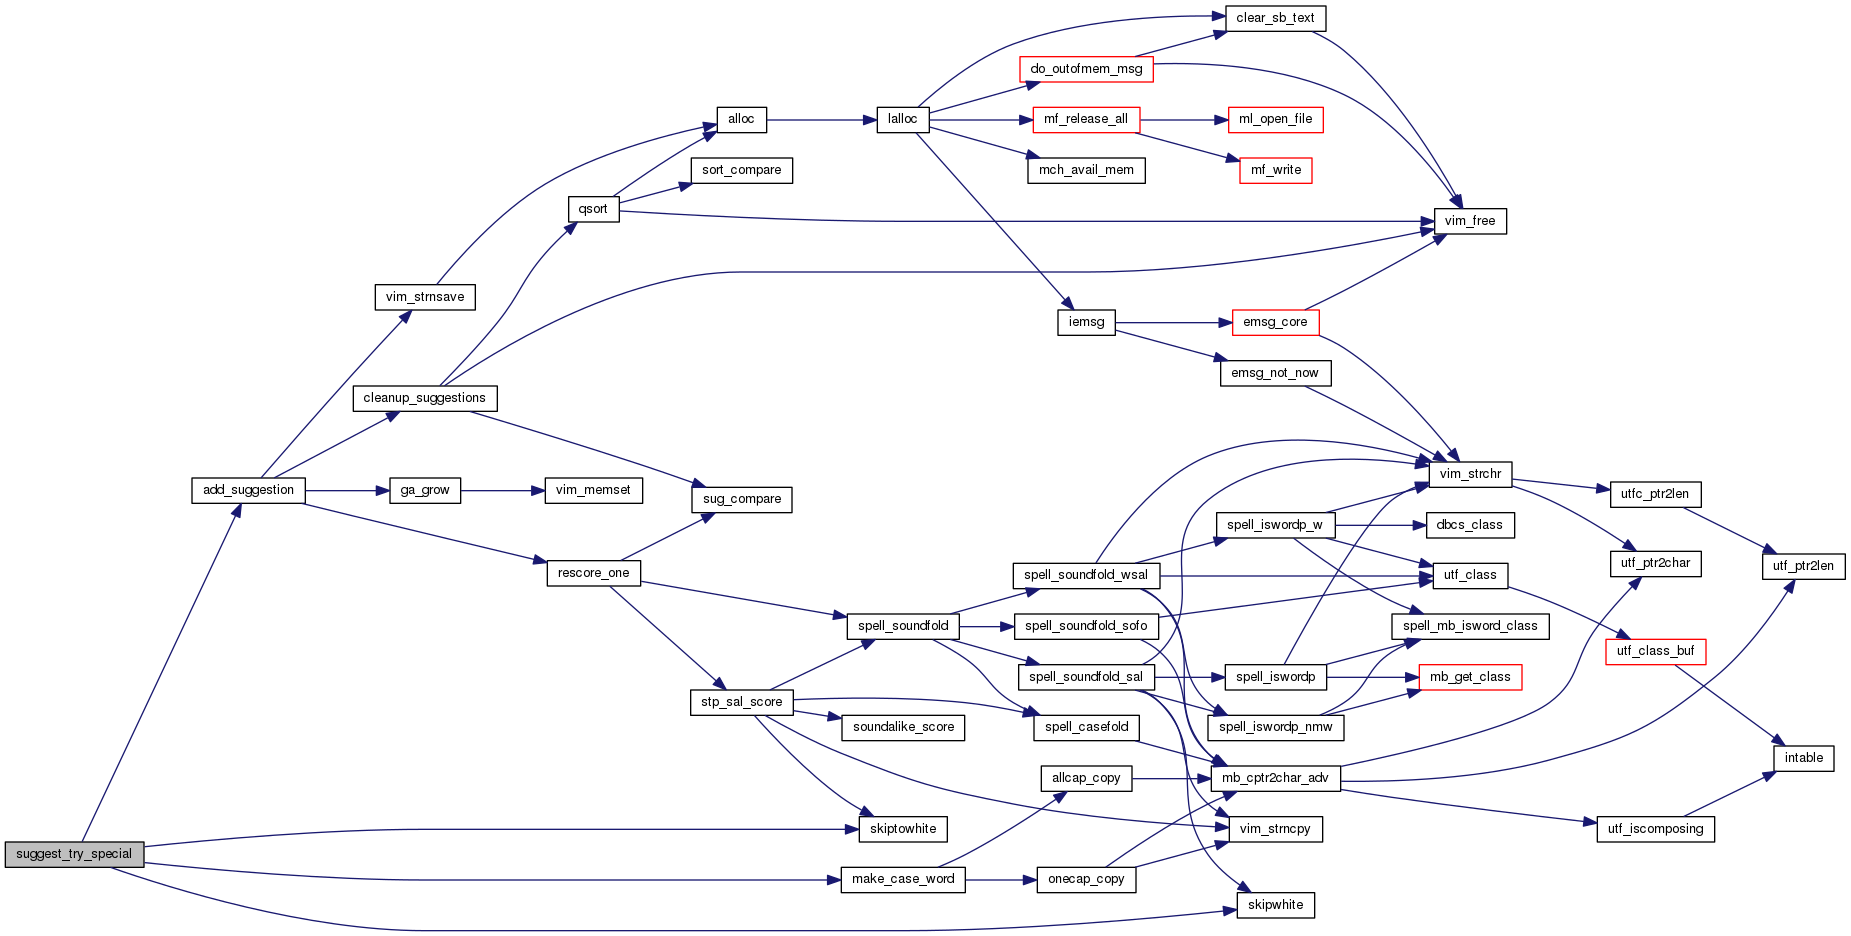 clear_sb_text
do_outofmem_msg
alloc
lalloc
mf_release_all
ml_open_file
sort_compare
mch_avail_mem
mf_write
qsort
vim_free
vim_strnsave
iemsg
emsg_core
emsg_not_now
cleanup_suggestions
vim_strchr
add_suggestion
ga_grow
vim_memset
sug_compare
utfc_ptr2len
spell_iswordp_w
dbcs_class
rescore_one
spell_soundfold_wsal
utf_class
utf_ptr2char
utf_ptr2len
spell_soundfold
spell_soundfold_sofo
spell_mb_isword_class
utf_class_buf
spell_soundfold_sal
spell_iswordp
mb_get_class
stp_sal_score
soundalike_score
spell_casefold
spell_iswordp_nmw
intable
allcap_copy
mb_cptr2char_adv
skiptowhite
vim_strncpy
utf_iscomposing
suggest_try_special
make_case_word
onecap_copy
skipwhite